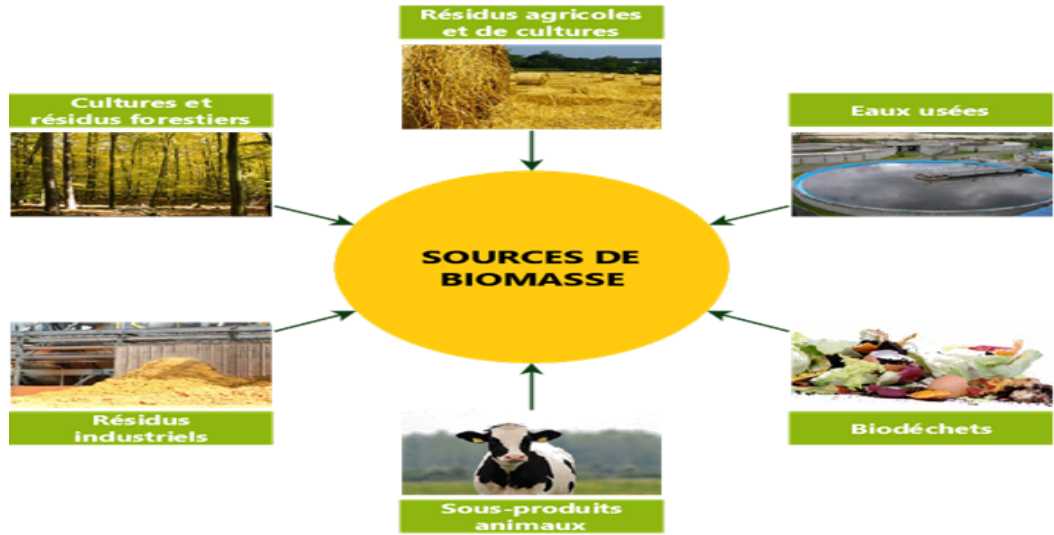 Résidus agricoles
et de cultures
Cultures et
résidus forestiers
Eaux usées
SOURCES DE
BIOMASSE
Résidus
industriels
Biodéchets
Sous-produits
animaux